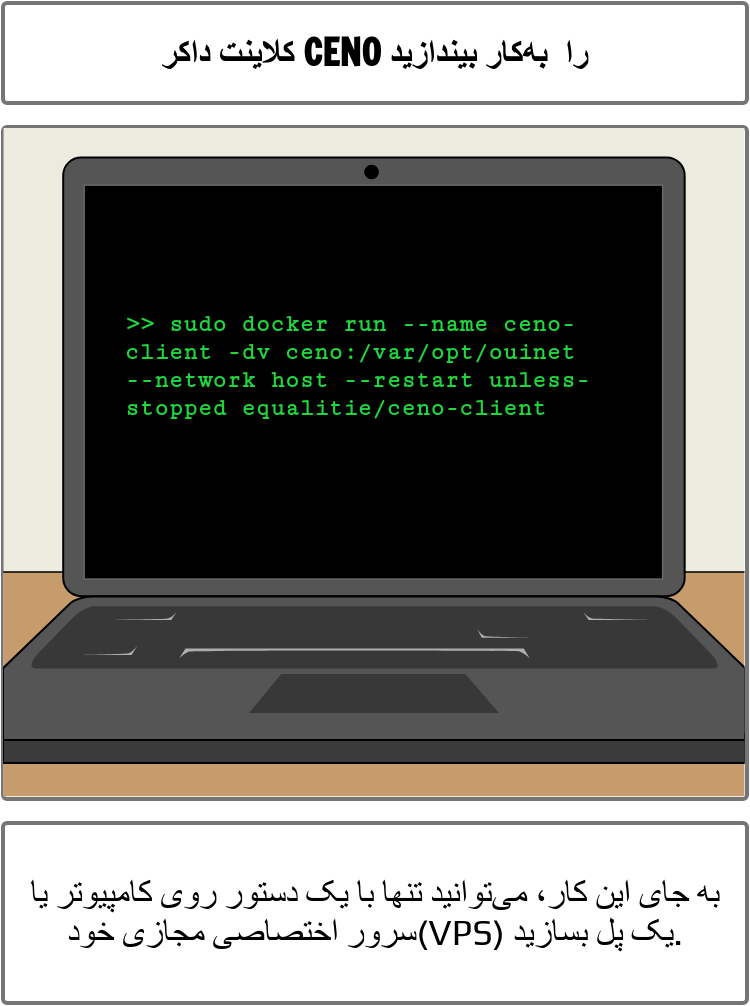 کلاینت داکر CENO را به‌کار بیندازید
>> sudo docker run --name ceno-
client -dv ceno:/var/opt/ouinet
--network host --restart unless-
stopped equalitie/ceno-client
به جای این کار، می‌توانید تنها با یک دستور روی کامپیوتر یا
سرور اختصاصی مجازی خود(VPS) یک پل بسازید.